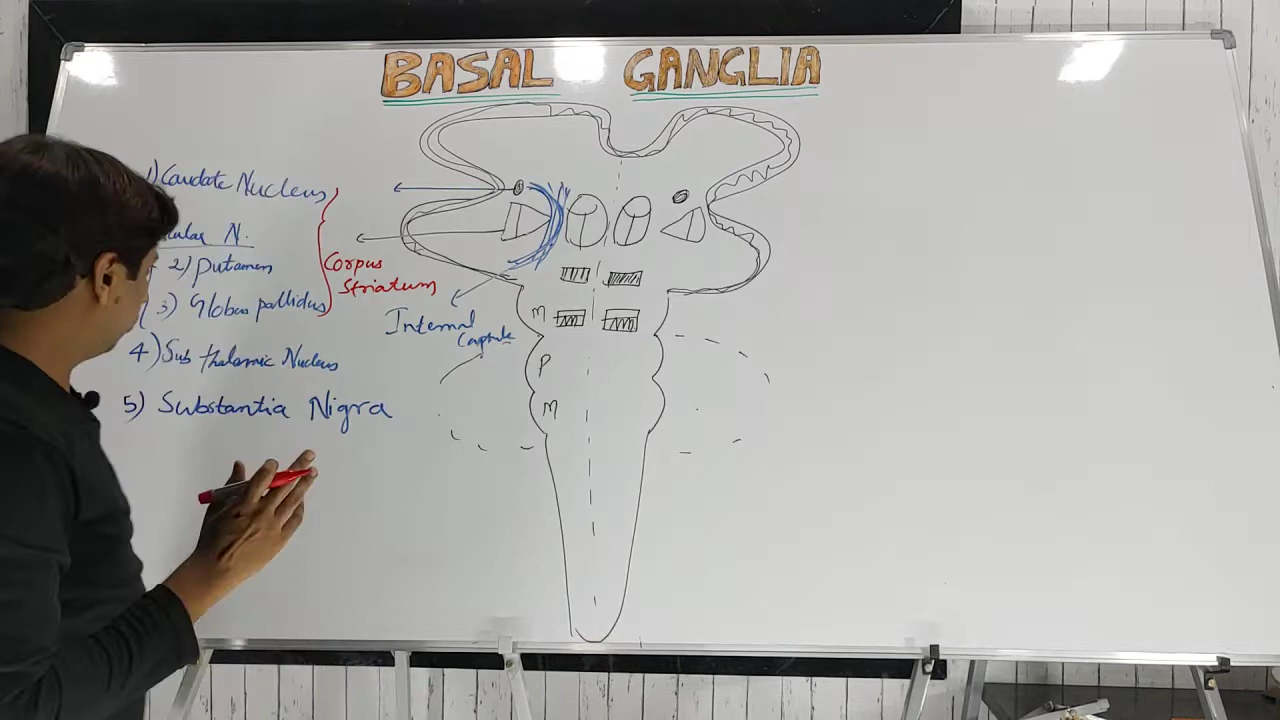 BASAL GANGLIA
1) Caudate Nucleus
N.
2) Putamen
3) Globus pallidus
Corpus
Striatum
4) Sub thalamic Nucleus
5) Substantia Nigra
Internal
Capsule
M
P
M